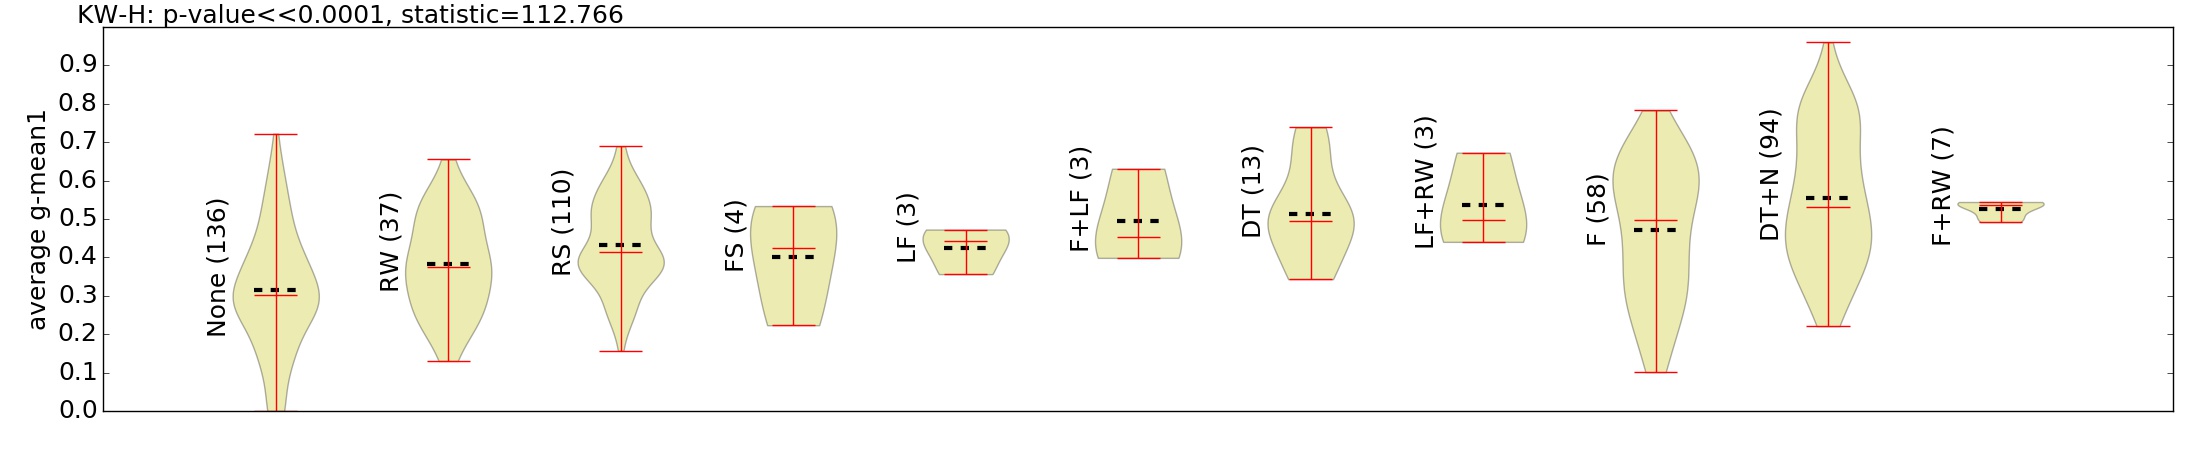 KW-H: p-value<<0.0001, statistic=112.766
average g-mean1
0.9
0.8
0.7
0.6
0.5
0.4
0.3
0.2
0.1
0.0
None (136)
RW (37)
RS (110)
FS (4)
LF (3)
F+LF (3)
DT (13)
LF+RW (3)
F (58)
DT+N (94)
F+RW (7)